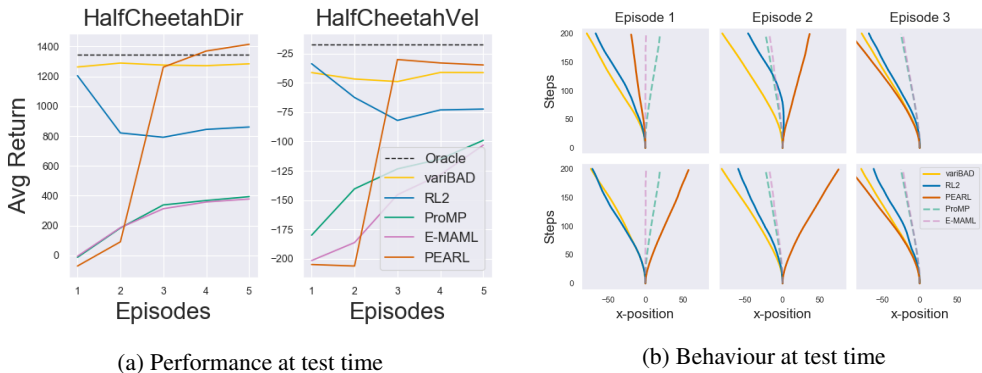 HalfCheetahDir
HalfCheetahVel
Avg Return
1400
1200
1000
800
600
400
200
0
1 2 3 4 5
Episodes
−25
−50
−75
−100
−125
−150
−175
−200
Oracle
variBAD
RL2
ProMP
E-MAML
PEARL
1 2 3 4 5
Episodes
(a) Performance at test time
Episode 1
Episode 2
Episode 3
Steps
200
150
100
50
0
Steps
200
150
100
50
0
variBAD
RL2
PEARL
ProMP
E-MAML
−50 0 50
−50 0 50
−50 0 50
x-position
x-position
x-position
(b) Behaviour at test time